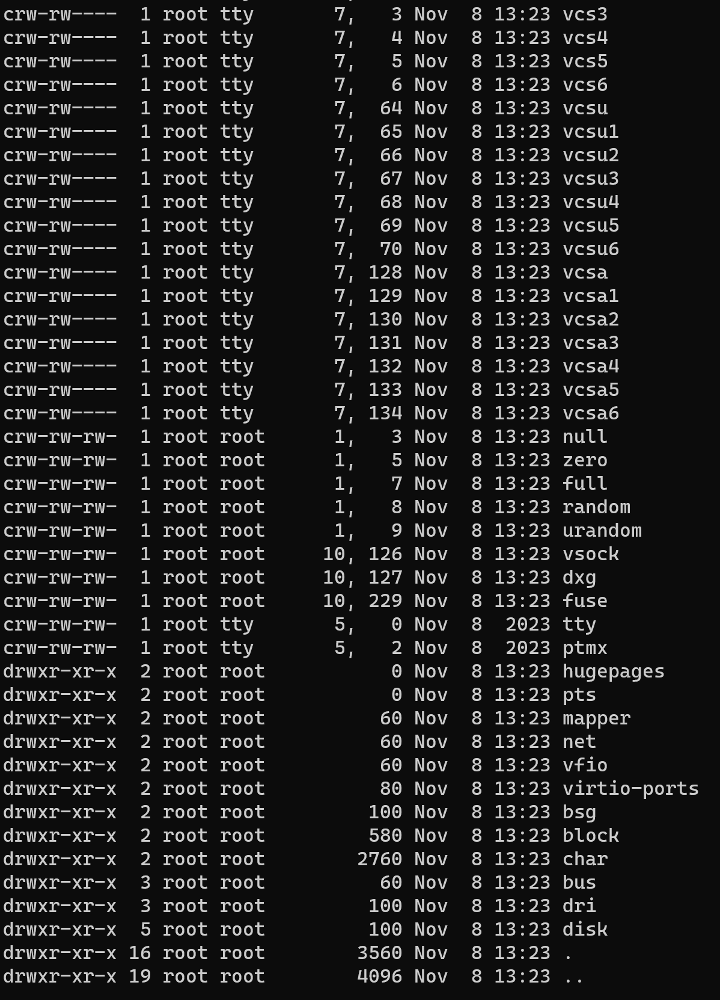 crw-rw----  1 root tty       7,   3 Nov  8 13:23 vcs3
crw-rw----  1 root tty       7,   4 Nov  8 13:23 vcs4
crw-rw----  1 root tty       7,   5 Nov  8 13:23 vcs5
crw-rw----  1 root tty       7,   6 Nov  8 13:23 vcs6
crw-rw----  1 root tty       7,  64 Nov  8 13:23 vcsu
crw-rw----  1 root tty       7,  65 Nov  8 13:23 vcsu1
crw-rw----  1 root tty       7,  66 Nov  8 13:23 vcsu2
crw-rw----  1 root tty       7,  67 Nov  8 13:23 vcsu3
crw-rw----  1 root tty       7,  68 Nov  8 13:23 vcsu4
crw-rw----  1 root tty       7,  69 Nov  8 13:23 vcsu5
crw-rw----  1 root tty       7,  70 Nov  8 13:23 vcsu6
crw-rw----  1 root tty       7, 128 Nov  8 13:23 vcsa
crw-rw----  1 root tty       7, 129 Nov  8 13:23 vcsa1
crw-rw----  1 root tty       7, 130 Nov  8 13:23 vcsa2
crw-rw----  1 root tty       7, 131 Nov  8 13:23 vcsa3
crw-rw----  1 root tty       7, 132 Nov  8 13:23 vcsa4
crw-rw----  1 root tty       7, 133 Nov  8 13:23 vcsa5
crw-rw----  1 root tty       7, 134 Nov  8 13:23 vcsa6
crw-rw-rw-  1 root root      1,   3 Nov  8 13:23 null
crw-rw-rw-  1 root root      1,   5 Nov  8 13:23 zero
crw-rw-rw-  1 root root      1,   7 Nov  8 13:23 full
crw-rw-rw-  1 root root      1,   8 Nov  8 13:23 random
crw-rw-rw-  1 root root      1,   9 Nov  8 13:23 urandom
crw-rw-rw-  1 root root     10, 126 Nov  8 13:23 vsock
crw-rw-rw-  1 root root     10, 127 Nov  8 13:23 dxg
crw-rw-rw-  1 root root     10, 229 Nov  8 13:23 fuse
crw-rw-rw-  1 root tty       5,   0 Nov  8  2023 tty
crw-rw-rw-  1 root tty       5,   2 Nov  8  2023 ptmx
drwxr-xr-x  2 root root           0 Nov  8 13:23 hugepages
drwxr-xr-x  2 root root           0 Nov  8 13:23 pts
drwxr-xr-x  2 root root          60 Nov  8 13:23 mapper
drwxr-xr-x  2 root root          60 Nov  8 13:23 net
drwxr-xr-x  2 root root          60 Nov  8 13:23 vfio
drwxr-xr-x  2 root root          80 Nov  8 13:23 virtio-ports
drwxr-xr-x  2 root root         100 Nov  8 13:23 bsg
drwxr-xr-x  2 root root         580 Nov  8 13:23 block
drwxr-xr-x  2 root root        2760 Nov  8 13:23 char
drwxr-xr-x  3 root root          60 Nov  8 13:23 bus
drwxr-xr-x  3 root root         100 Nov  8 13:23 dri
drwxr-xr-x  5 root root         100 Nov  8 13:23 disk
drwxr-xr-x 16 root root        3560 Nov  8 13:23 .
drwxr-xr-x 19 root root        4096 Nov  8 13:23 ..